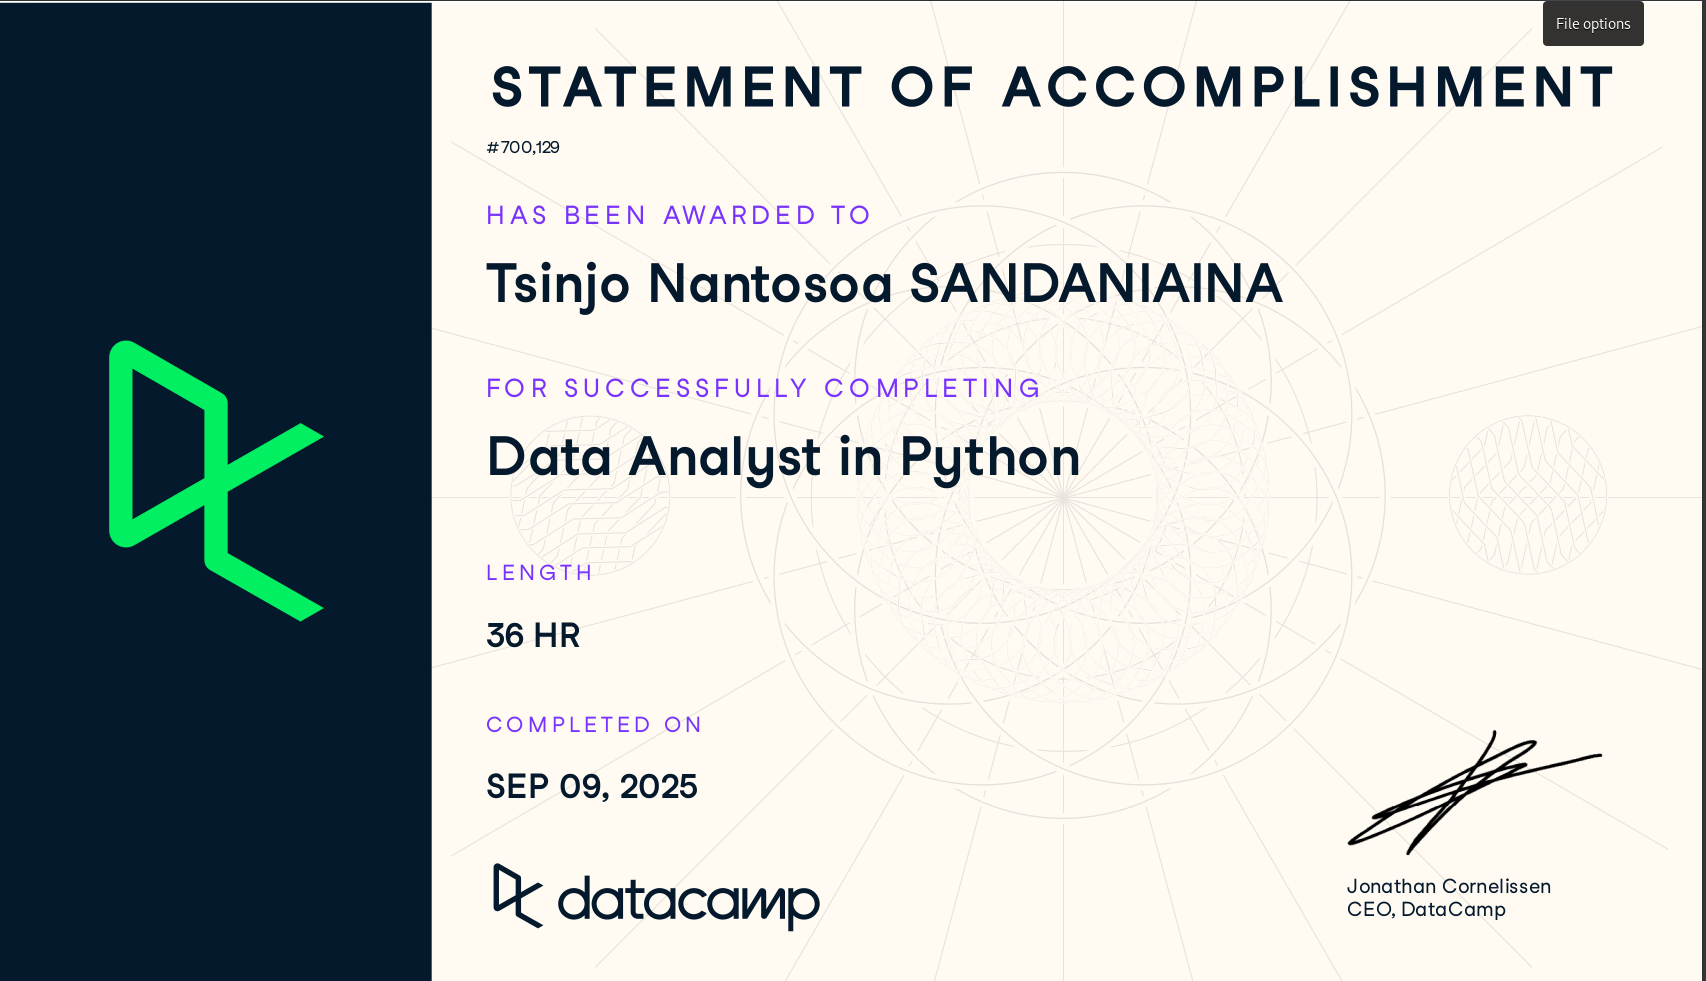 File options
STATEMENT OF ACCOMPLISHMENT
#700,129
HAS BEEN AWARDED TO
Tsinjo Nantosoa SANDANIAINA
FOR SUCCESSFULLY COMPLETING
Data Analyst in Python
LENGTH
36 HR
COMPLETED ON
SEP 09, 2025
datacamp
Jonathan Cornelissen
CEO, DataCamp